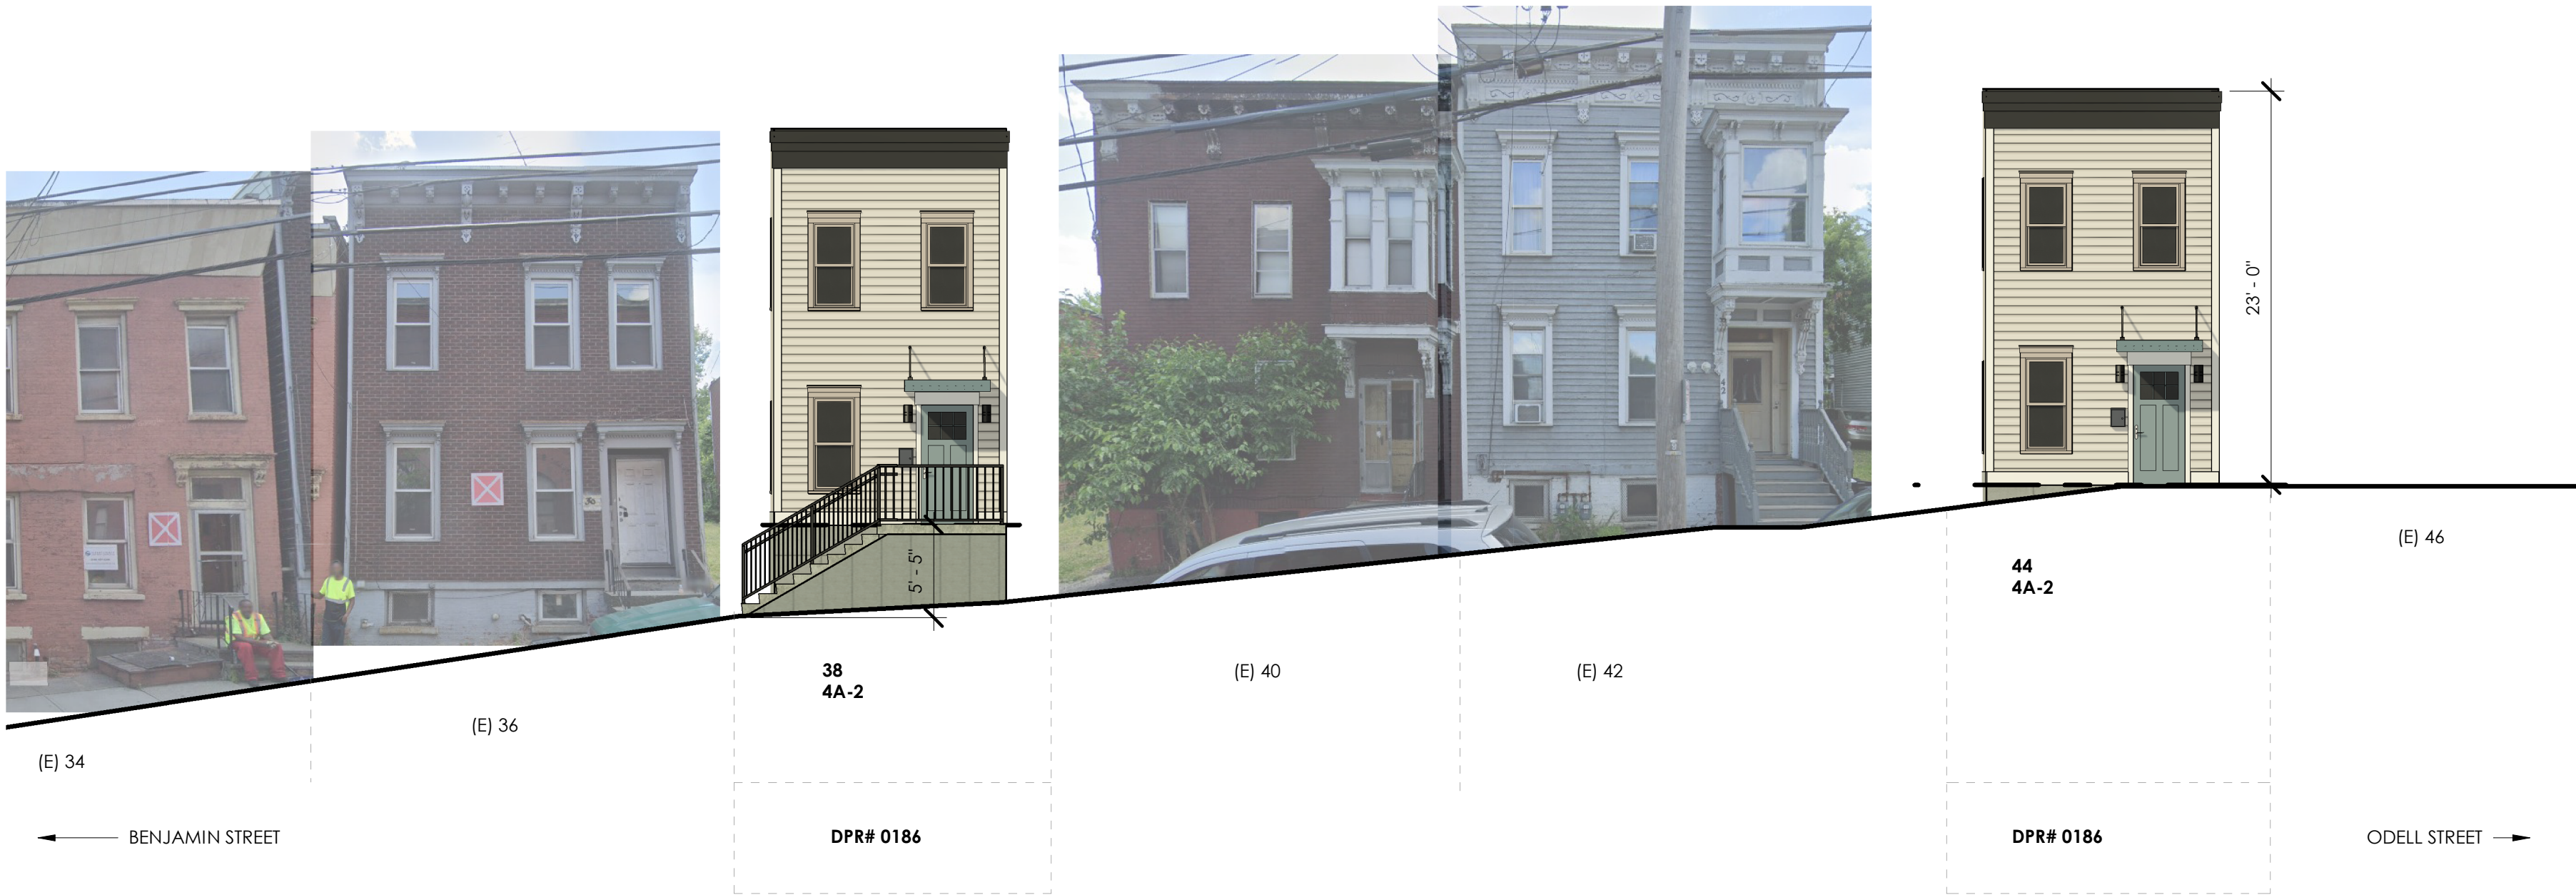 23' - 0"
5' - 5"
(E) 34
(E) 36
38
4A-2
(E) 40
(E) 42
44
4A-2
(E) 46
BENJAMIN STREET
DPR# 0186
DPR# 0186
ODELL STREET
42